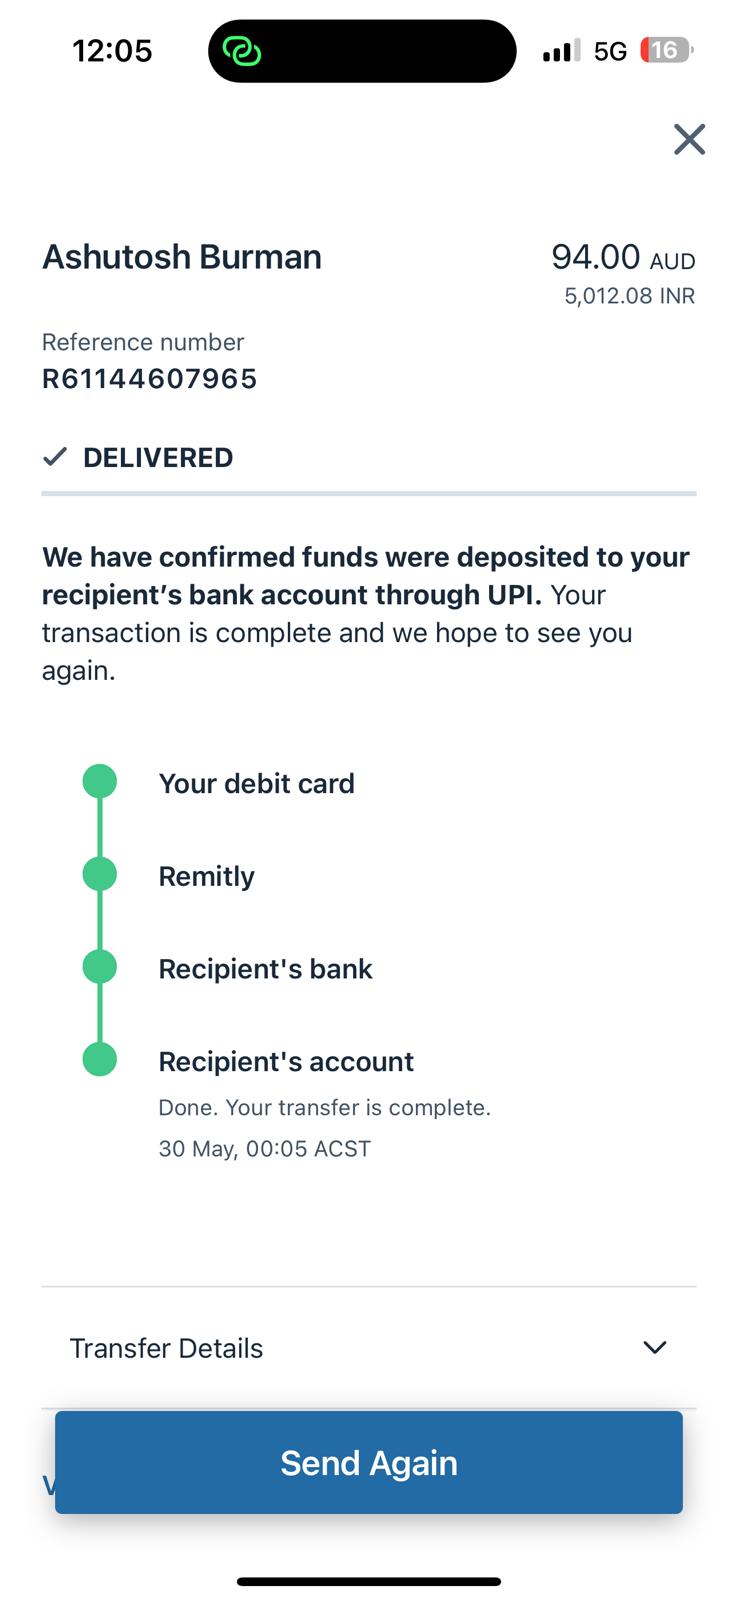 12:05
5G
16
Ashutosh Burman
94.00 AUD
5,012.08 INR
Reference number
R61144607965
DELIVERED
We have confirmed funds were deposited to your
recipient’s bank account through UPI. Your
transaction is complete and we hope to see you
again.
Your debit card
Remitly
Recipient's bank
Recipient's account
Done. Your transfer is complete.
30 May, 00:05 ACST
Transfer Details
Send Again